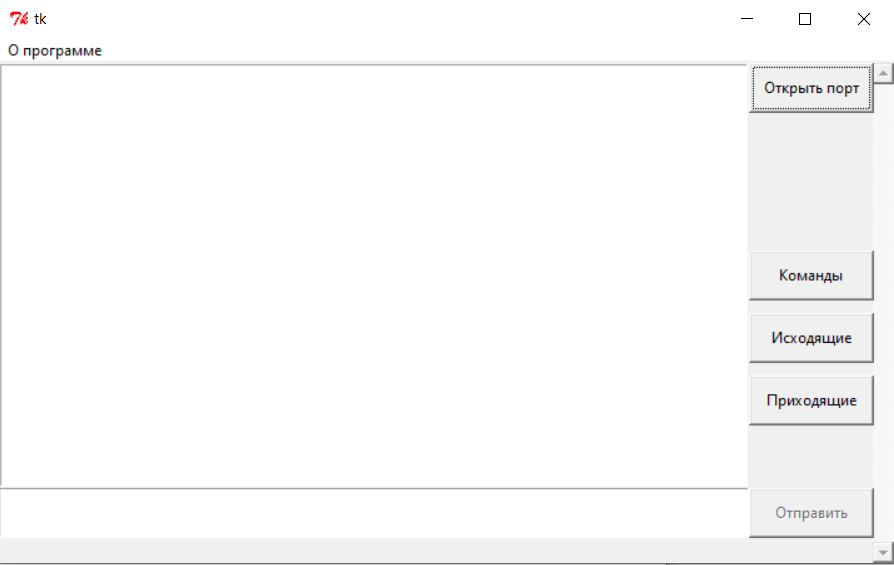 tk
О программе
Открыть порт
Команды
Исходящие
Приходящие
Отправить